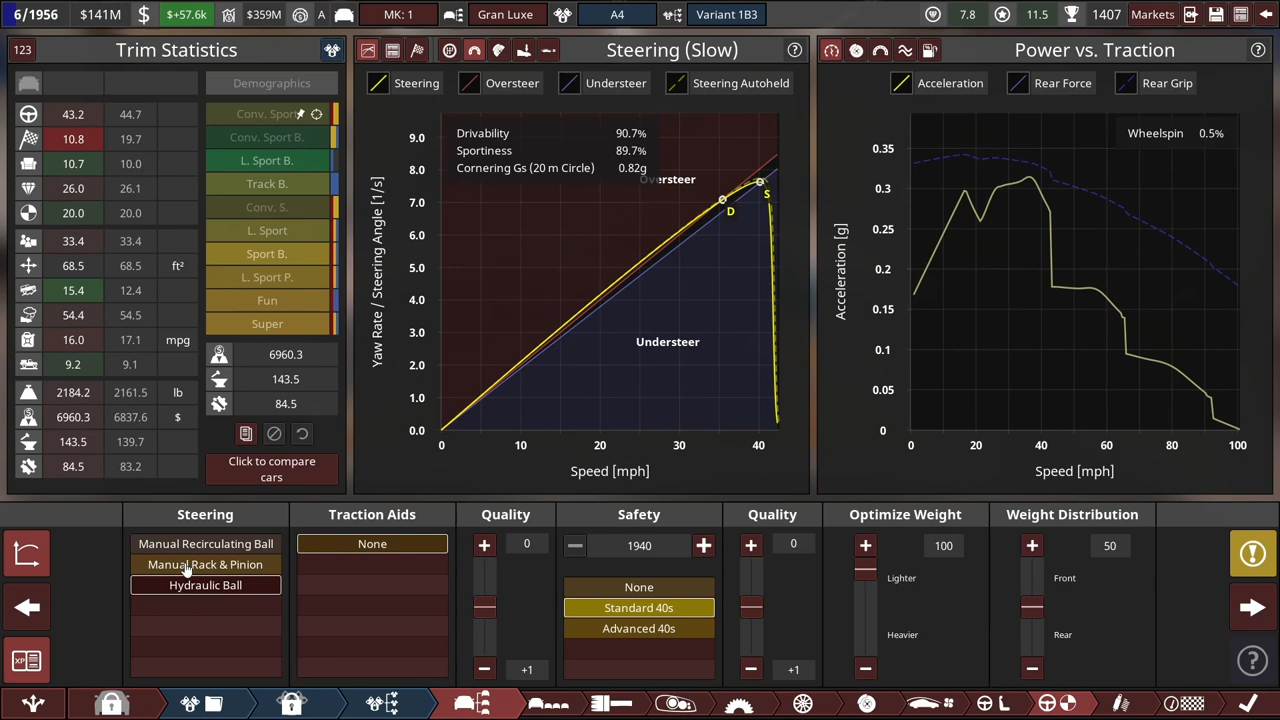 6/1956 $141M $+57.6k $359M A MK: 1 Gran Luxe A4 Variant 1B3 7.8 11.5 1407 Markets
123 Trim Statistics
Demographics
43.2 44.7 Conv. Sport
10.8 19.7 Conv. Sport B.
10.7 10.0 L. Sport B.
26.0 26.1 Track B.
20.0 20.0 Conv. S.
33.4 33.4 L. Sport
68.5 68.5 ft² Sport B.
15.4 12.4 L. Sport P.
54.4 54.5 Fun
16.0 17.1 mpg Super
9.2 9.1
2184.2 2161.5 lb
6960.3 6837.6 $
143.5 139.7
84.5 83.2
6960.3
143.5
84.5
Click to compare
cars
Steering (Slow)
Steering Oversteer Understeer Steering Autoheld
Drivability 90.7%
Sportiness 89.7%
Cornering Gs (20 m Circle) 0.82g
Oversteer
Understeer
D
S
Yaw Rate / Steering Angle [1/s]
9.0
8.0
7.0
6.0
5.0
4.0
3.0
2.0
1.0
0.0
0 10 20 30 40
Speed [mph]
Power vs. Traction
Acceleration Rear Force Rear Grip
Wheelspin 0.5%
Acceleration [g]
0.35
0.3
0.25
0.2
0.15
0.1
0.05
0
0 20 40 60 80 100
Speed [mph]
Steering
Manual Recirculating Ball
Manual Rack & Pinion
Hydraulic Ball
Traction Aids
None
Quality
0
+1
Safety
1940
None
Standard 40s
Advanced 40s
Quality
0
+1
Optimize Weight
100
Lighter
Heavier
Weight Distribution
50
Front
Rear
XP